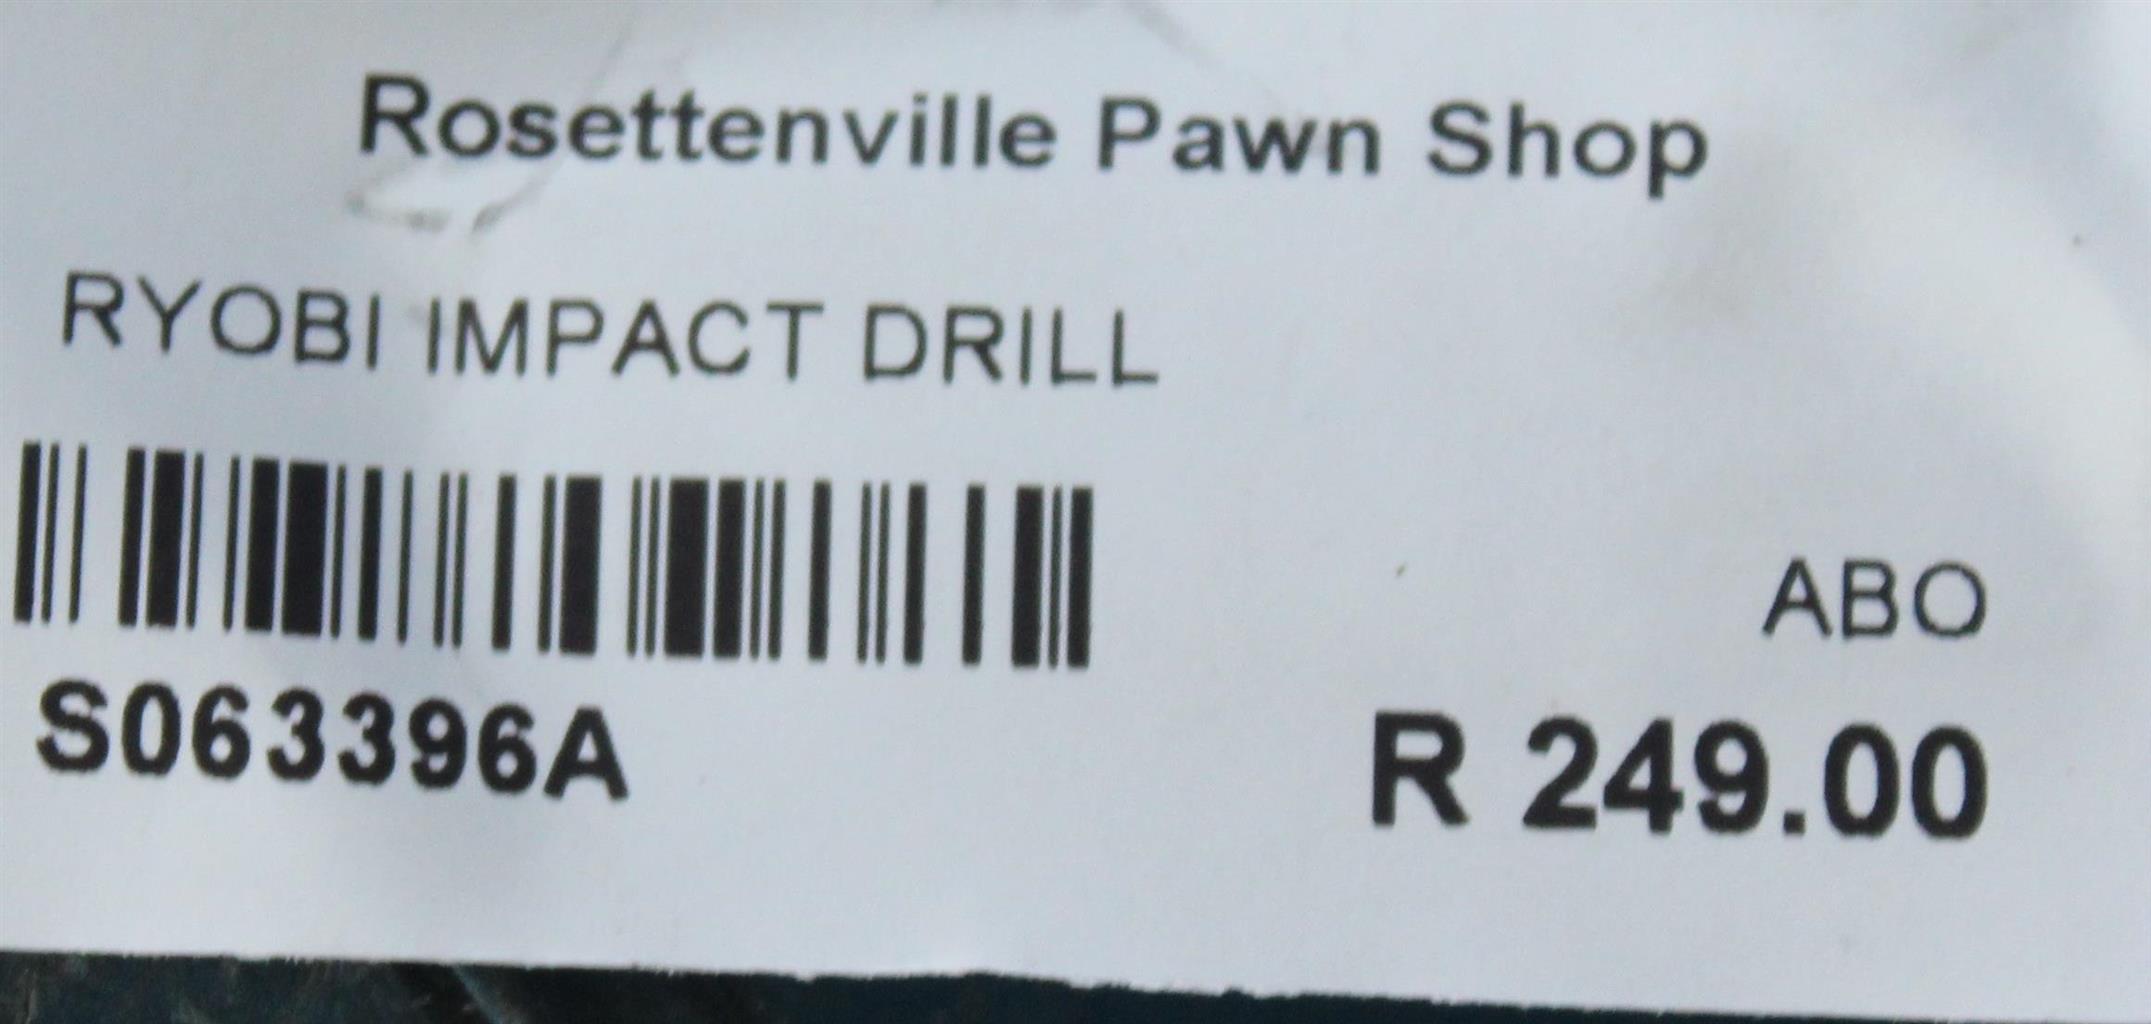 Rosettenville Pawn Shop
RYOBI IMPACT DRILL
ABO
S063396A
R 249.00